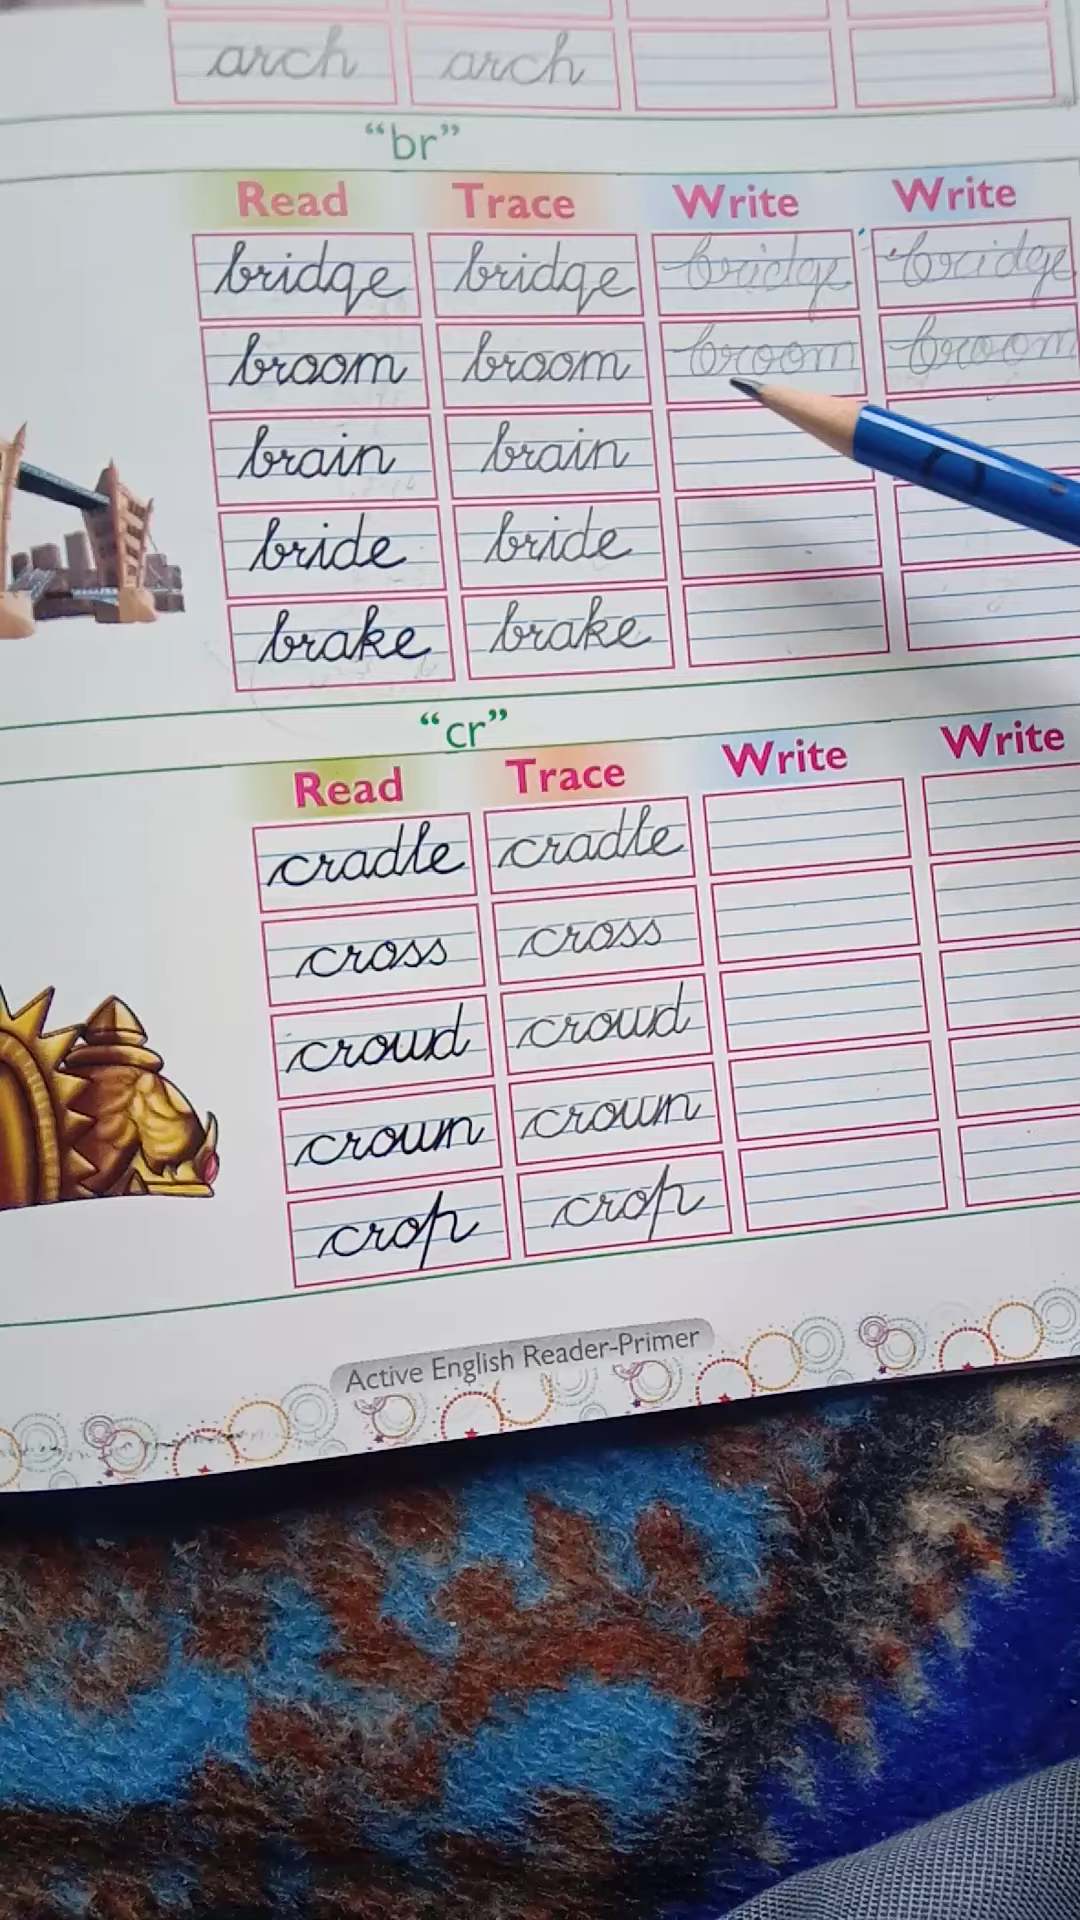 arch arch
“br”
Read Trace Write Write
bridge bridge bridge bridge
broom broom broom broom
brain brain
bride bride
brake brake
“cr”
Read Trace Write Write
cradle cradle
cross cross
crowd crowd
crown crown
crop crop
Active English Reader-Primer